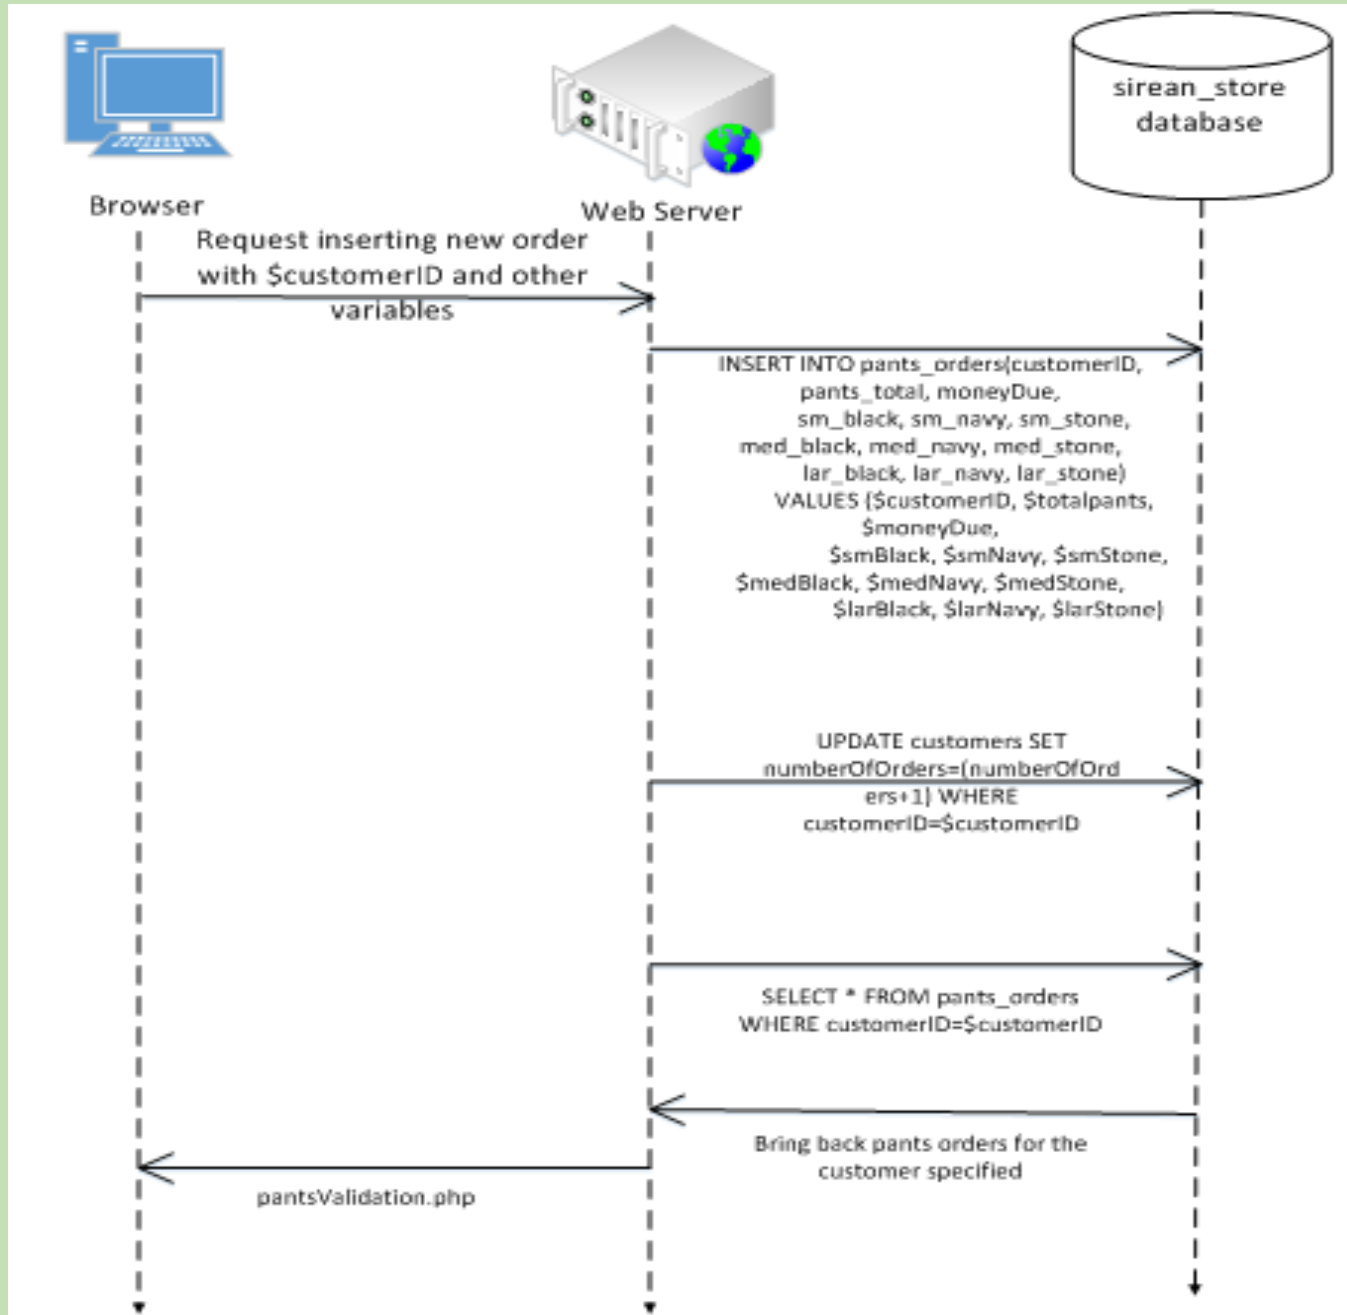 sirean_store
database
Browser
Web Server
Request inserting new order
with $customerID and other
variables
INSERT INTO pants_orders(customerID,
pants_total, moneyDue,
sm_black, sm_navy, sm_stone,
med_black, med_navy, med_stone,
lar_black, lar_navy, lar_stone)
VALUES ($customerID, $totalpants,
$moneyDue,
$smBlack, $smNavy, $smStone,
$medBlack, $medNavy, $medStone,
$larBlack, $larNavy, $larStone)
UPDATE customers SET
numberOfOrders=(numberOfOrd
ers+1) WHERE
customerID=$customerID
SELECT * FROM pants_orders
WHERE customerID=$customerID
Bring back pants orders for the
customer specified
pantsValidation.php